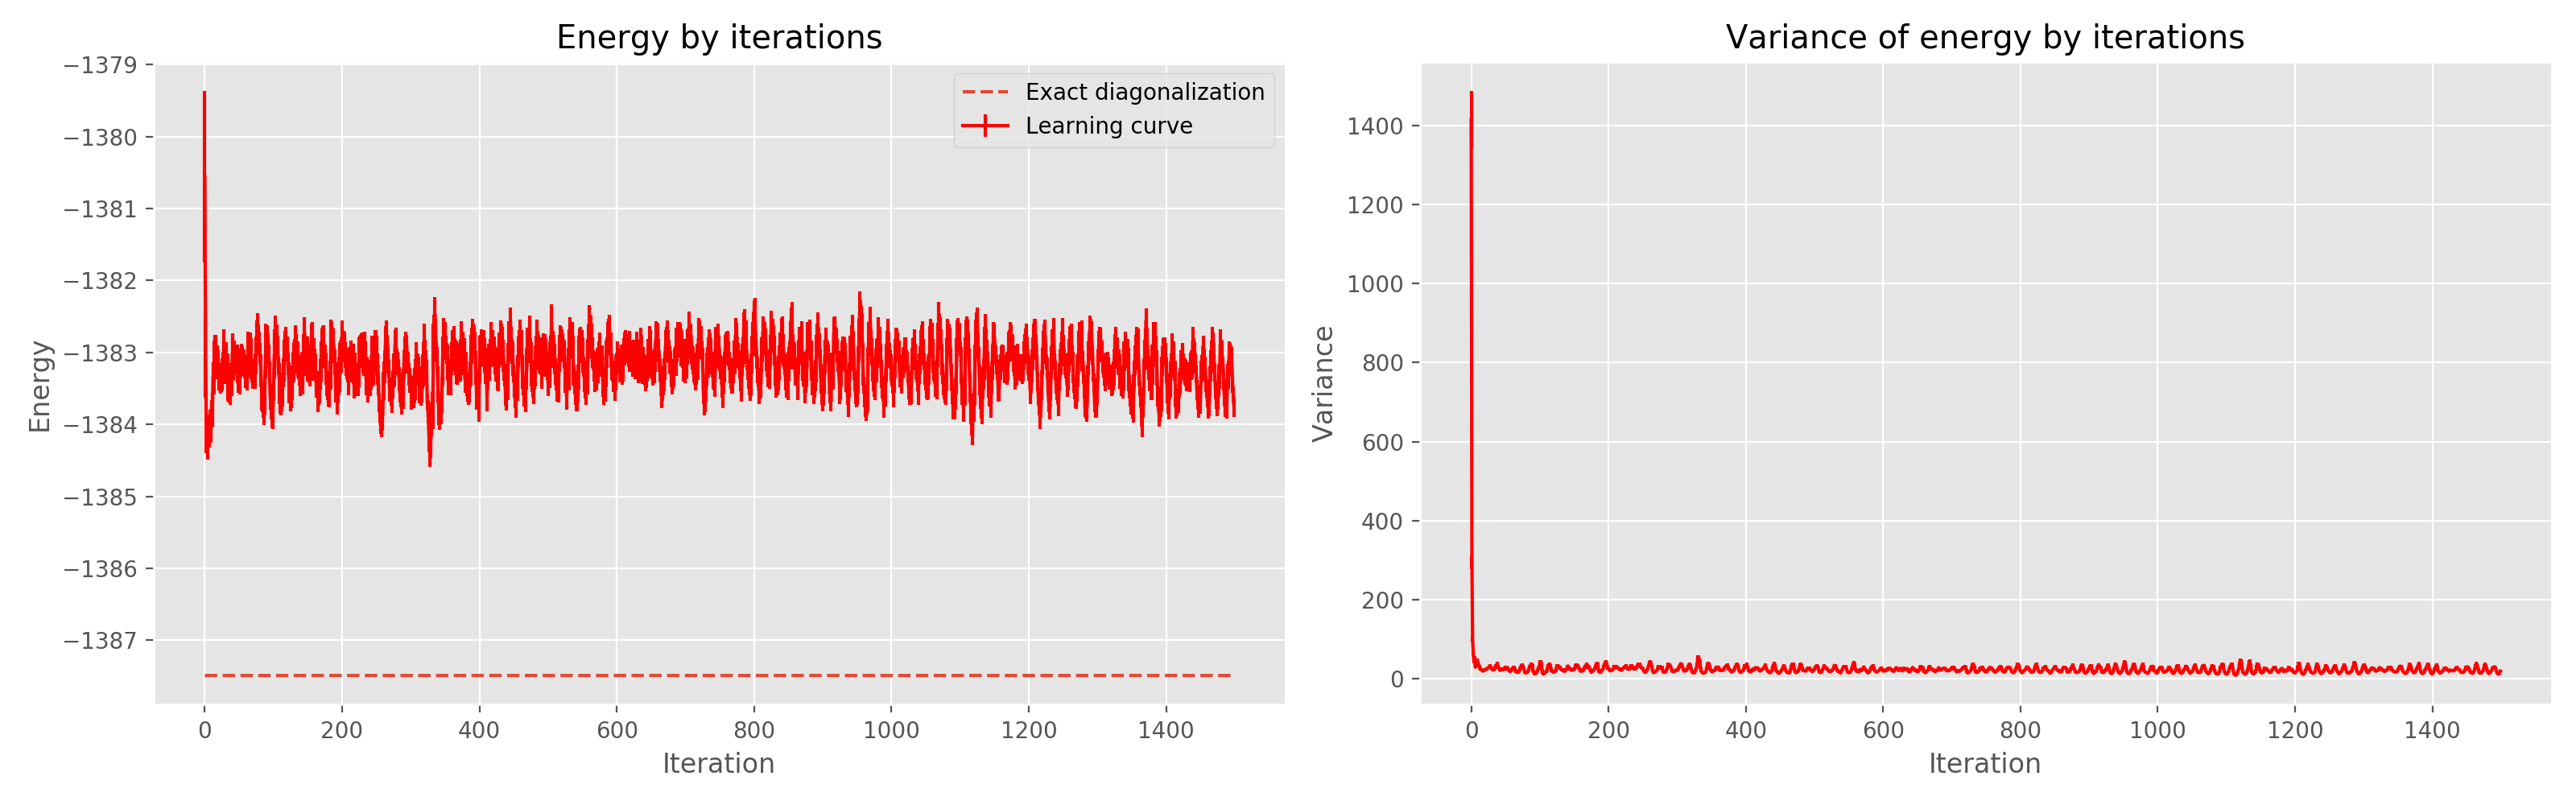 Energy by iterations
−1379
−1380
−1381
−1382
−1383
−1384
−1385
−1386
−1387
Energy
Exact diagonalization
Learning curve
0 200 400 600 800 1000 1200 1400
Iteration
Variance of energy by iterations
1400
1200
1000
800
600
400
200
0
Variance
0 200 400 600 800 1000 1200 1400
Iteration